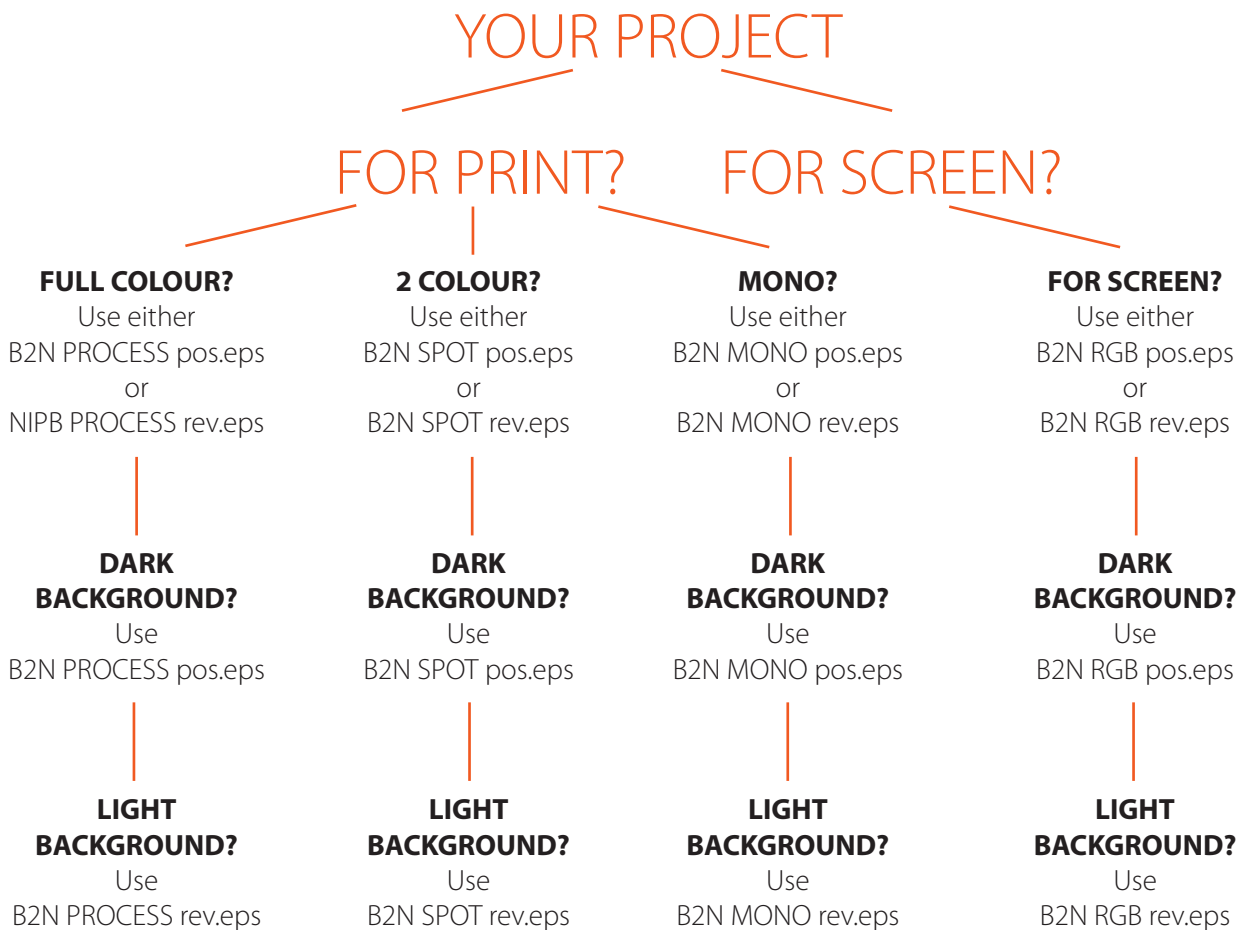 YOUR PROJECT
FOR PRINT?
FOR SCREEN?
FULL COLOUR?
Use either
B2N PROCESS pos.eps
or
NIPB PROCESS rev.eps
DARK
BACKGROUND?
Use
B2N PROCESS pos.eps
LIGHT
BACKGROUND?
Use
B2N PROCESS rev.eps
2 COLOUR?
Use either
B2N SPOT pos.eps
or
B2N SPOT rev.eps
DARK
BACKGROUND?
Use
B2N SPOT pos.eps
LIGHT
BACKGROUND?
Use
B2N SPOT rev.eps
MONO?
Use either
B2N MONO pos.eps
or
B2N MONO rev.eps
DARK
BACKGROUND?
Use
B2N MONO pos.eps
LIGHT
BACKGROUND?
Use
B2N MONO rev.eps
FOR SCREEN?
Use either
B2N RGB pos.eps
or
B2N RGB rev.eps
DARK
BACKGROUND?
Use
B2N RGB pos.eps
LIGHT
BACKGROUND?
Use
B2N RGB rev.eps